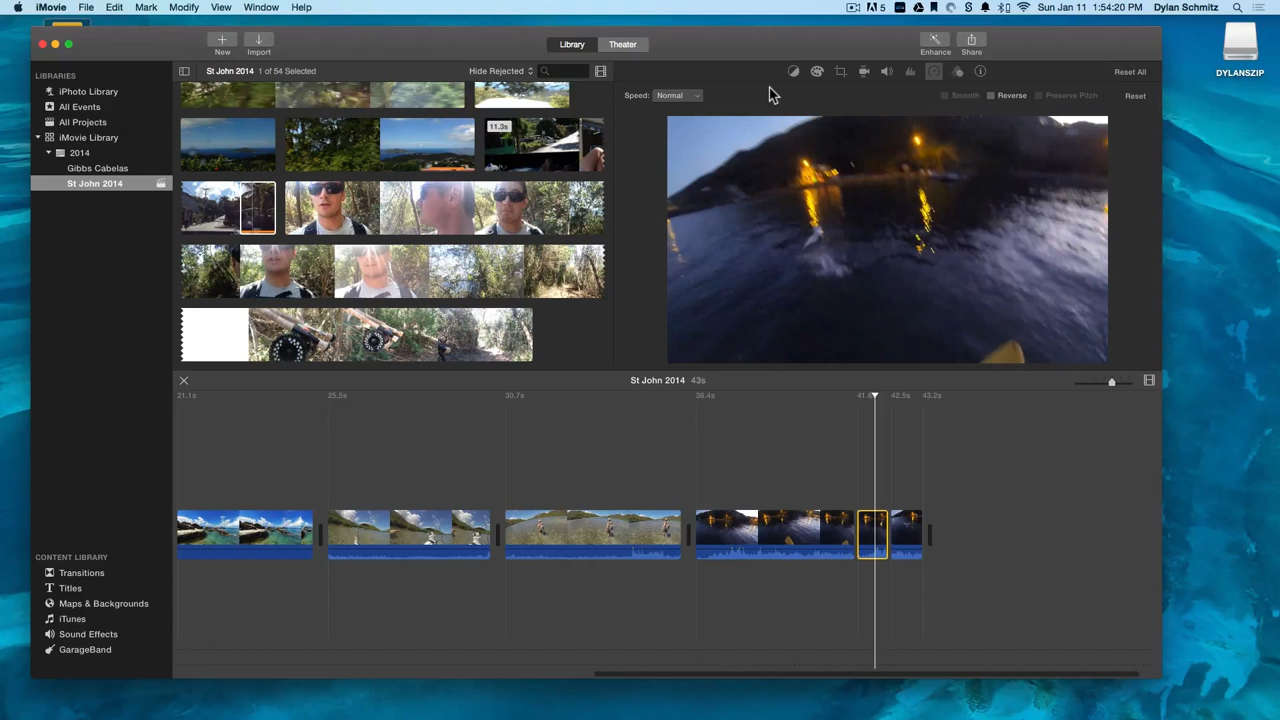 iMovie File Edit Mark Modify View Window Help
5 Sun Jan 11 1:54:20 PM Dylan Schmitz
DYLANSZIP
New Import Library Theater Enhance Share
LIBRARIES
iPhoto Library
All Events
All Projects
iMovie Library
2014
Gibbs Cabelas
St John 2014
St John 2014 1 of 54 Selected Hide Rejected
Reset All
Speed: Normal Smooth Reverse Preserve Pitch Reset
11.3s
St John 2014 43s
21.1s 25.5s 30.7s 36.4s 42.5s 43.2s
CONTENT LIBRARY
Transitions
Titles
Maps & Backgrounds
iTunes
Sound Effects
GarageBand